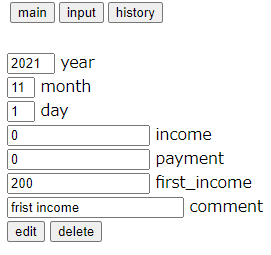 main input history
2021 year
11 month
1 day
0 income
0 payment
200 first_income
frist income comment
edit delete